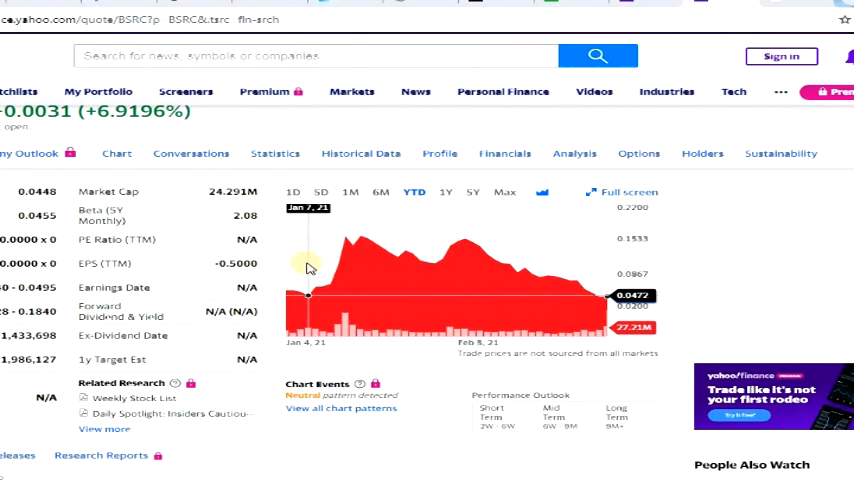 ce.yahoo.com/quote/BSRC?p BSRC&.tsrc fin-srch
Search for news, symbols or companies
Sign in
tchlists My Portfolio Screeners Premium Markets News Personal Finance Videos Industries Tech ... Prem
+0.0031 (+6.9196%)
open
ny Outlook Chart Conversations Statistics Historical Data Profile Financials Analysis Options Holders Sustainability
0.0448 Market Cap 24.291M
0.0455 Beta (5Y Monthly) 2.08
0.0000 x 0 PE Ratio (TTM) N/A
0.0000 x 0 EPS (TTM) -0.5000
40 - 0.0495 Earnings Date N/A
28 - 0.1840 Forward Dividend & Yield N/A (N/A)
1,433,698 Ex-Dividend Date N/A
1,986,127 1y Target Est N/A
N/A
1D 5D 1M 6M YTD 1Y 5Y Max Full screen
Jan 7, 21
0.2200
0.1533
0.0867
0.0472
0.0200
27.21M
Jan 4, 21 Feb 8, 21
Trade prices are not sourced from all markets
Related Research
Weekly Stock List
Daily Spotlight: Insiders Cautiou...
View more
Chart Events
Neutral pattern detected
View all chart patterns
Performance Outlook
Short Term 2W - 6W
Mid Term 6W - 9M
Long Term 9M+
yahoo/finance PREMIUM
Trade like it's not
your first rodeo
Try it free*
eleases Research Reports
People Also Watch